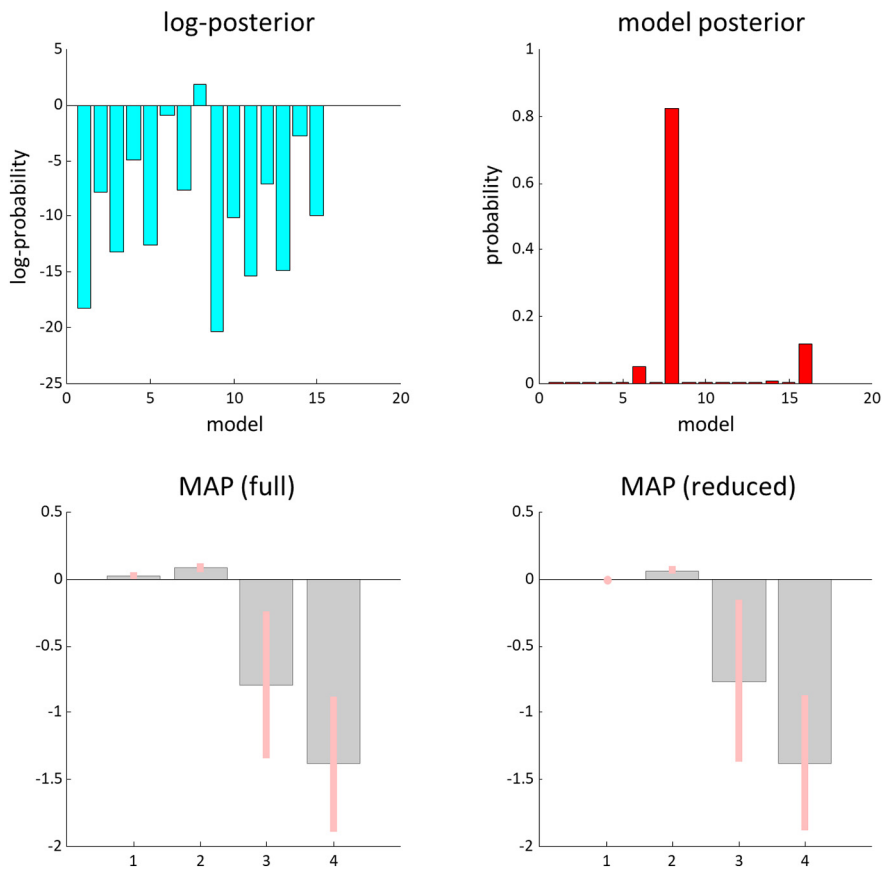 log-posterior
5
0
-5
-10
-15
-20
-25
0 5 10 15 20
log-probability
model
model posterior
1
0.8
0.6
0.4
0.2
0
0 5 10 15 20
probability
model
MAP (full)
0.5
0
-0.5
-1
-1.5
-2
1 2 3 4
MAP (reduced)
0.5
0
-0.5
-1
-1.5
-2
1 2 3 4